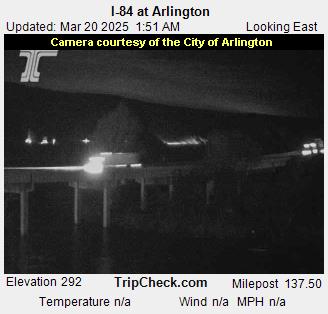 I-84 at Arlington
Updated: Mar 20 2025 1:51 AM Looking East
Camera courtesy of the City of Arlington
Elevation 292 TripCheck.com Milepost 137.50
Temperature n/a Wind n/a MPH n/a